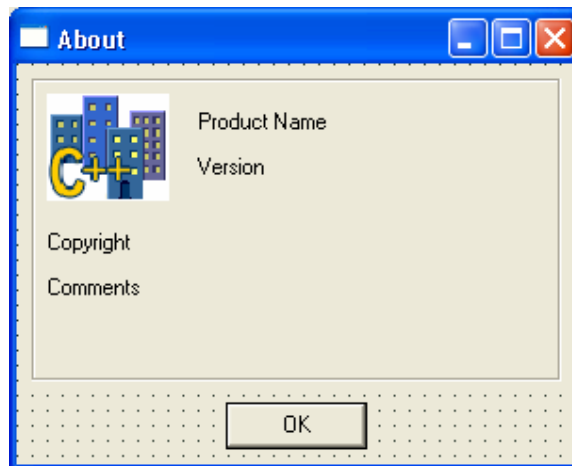 About
C++
Product Name
Version
Copyright
Comments
OK